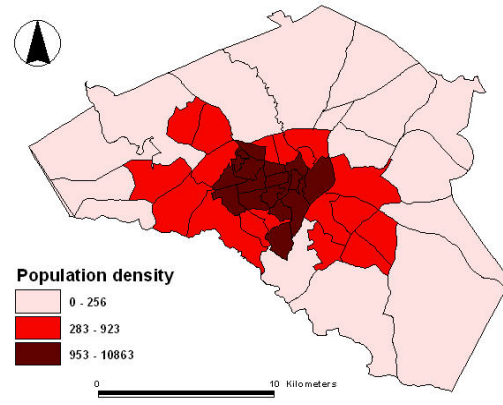 Population density
0 - 256
283 - 923
953 - 10863
0 10 Kilometers